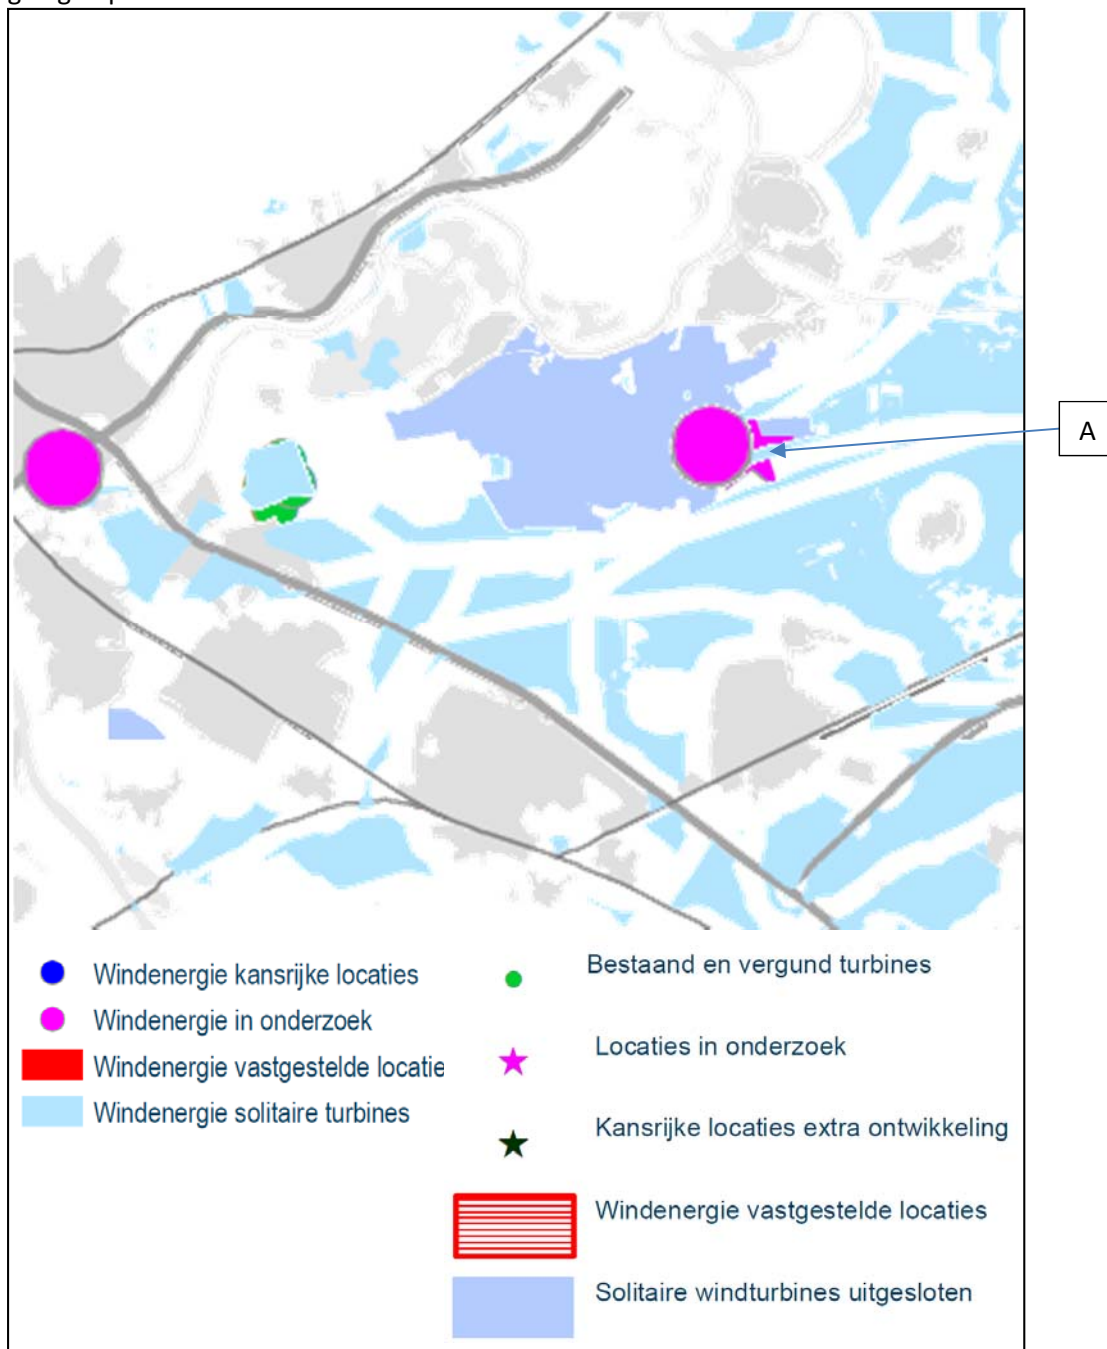 A
Windenergie kansrijke locaties
Windenergie in onderzoek
Windenergie vastgestelde locatie
Windenergie solitaire turbines
Bestaand en vergund turbines
Locaties in onderzoek
Kansrijke locaties extra ontwikkeling
Windenergie vastgestelde locaties
Solitaire windturbines uitgesloten